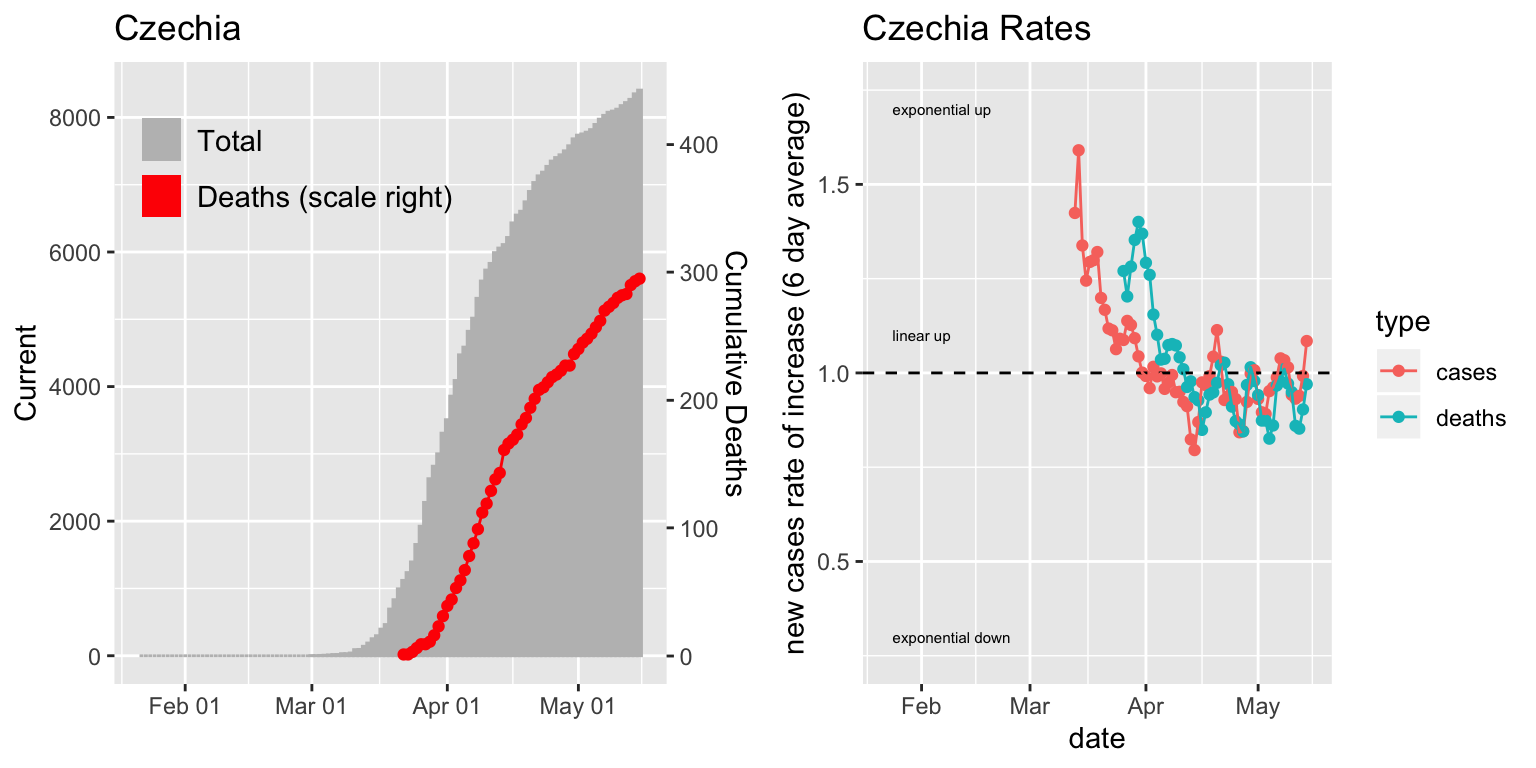 Czechia
Current
8000
6000
4000
2000
0
Total
Deaths (scale right)
400
300
200
100
0
Cumulative Deaths
Feb 01
Mar 01
Apr 01
May 01
Czechia Rates
new cases rate of increase (6 day average)
1.5
1.0
0.5
exponential up
linear up
exponential down
Feb
Mar
Apr
May
date
type
cases
deaths